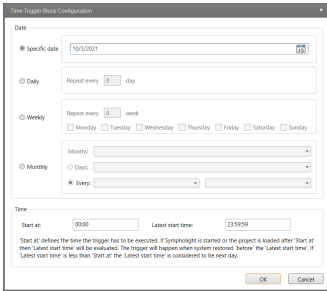 Time Trigger Block Configuration
Date
Specific date
10/3/2021
15
Daily
Repeat every 0 day
Weekly
Repeat every 0 week
Monday Tuesday Wednesday Thursday Friday Saturday Sunday
Monthly
Months:
Days:
Every:
Time
Start at: 00:00 Latest start time: 23:59:59
'Start at' defines the time the trigger has to be executed. If Sympholight is started or the project is loaded after 'Start at'
then 'Latest start time' will be evaluated. The trigger will happen when system restored 'before' the 'Latest start time'. If
'Latest start time' is less than 'Start at' the 'Latest start time' is considered to be next day.
OK Cancel